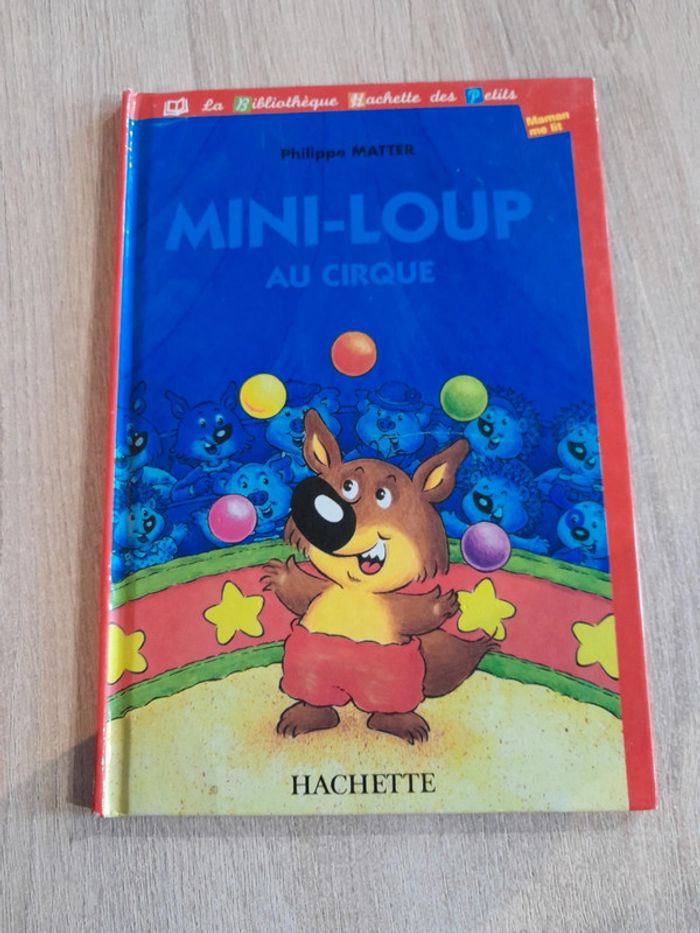 La Bibliothèque Hachette des Petits
Maman
me lit
Philippe MATTER
MINI-LOUP
AU CIRQUE
HACHETTE